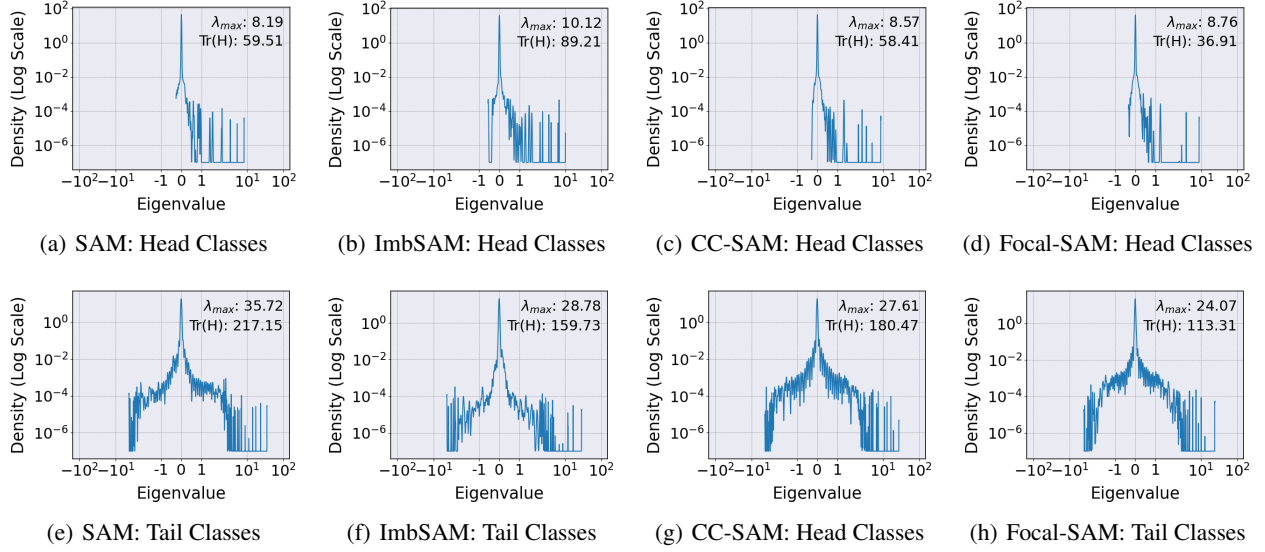 λmax: 8.19
Tr(H): 59.51
Density (Log Scale)
10² 10⁰ 10⁻² 10⁻⁴ 10⁻⁶
−10² −10¹ -1 0 1 10¹ 10²
Eigenvalue
(a) SAM: Head Classes
λmax: 10.12
Tr(H): 89.21
Density (Log Scale)
10² 10⁰ 10⁻² 10⁻⁴ 10⁻⁶
−10² −10¹ -1 0 1 10¹ 10²
Eigenvalue
(b) ImbSAM: Head Classes
λmax: 8.57
Tr(H): 58.41
Density (Log Scale)
10² 10⁰ 10⁻² 10⁻⁴ 10⁻⁶
−10² −10¹ -1 0 1 10¹ 10²
Eigenvalue
(c) CC-SAM: Head Classes
λmax: 8.76
Tr(H): 36.91
Density (Log Scale)
10² 10⁰ 10⁻² 10⁻⁴ 10⁻⁶
−10² −10¹ -1 0 1 10¹ 10²
Eigenvalue
(d) Focal-SAM: Head Classes
λmax: 35.72
Tr(H): 217.15
Density (Log Scale)
10⁰ 10⁻² 10⁻⁴ 10⁻⁶
−10² −10¹ -1 0 1 10¹ 10²
Eigenvalue
(e) SAM: Tail Classes
λmax: 28.78
Tr(H): 159.73
Density (Log Scale)
10⁰ 10⁻² 10⁻⁴ 10⁻⁶
−10² −10¹ -1 0 1 10¹ 10²
Eigenvalue
(f) ImbSAM: Tail Classes
λmax: 27.61
Tr(H): 180.47
Density (Log Scale)
10⁰ 10⁻² 10⁻⁴ 10⁻⁶
−10² −10¹ -1 0 1 10¹ 10²
Eigenvalue
(g) CC-SAM: Head Classes
λmax: 24.07
Tr(H): 113.31
Density (Log Scale)
10⁰ 10⁻² 10⁻⁴ 10⁻⁶
−10² −10¹ -1 0 1 10¹ 10²
Eigenvalue
(h) Focal-SAM: Tail Classes